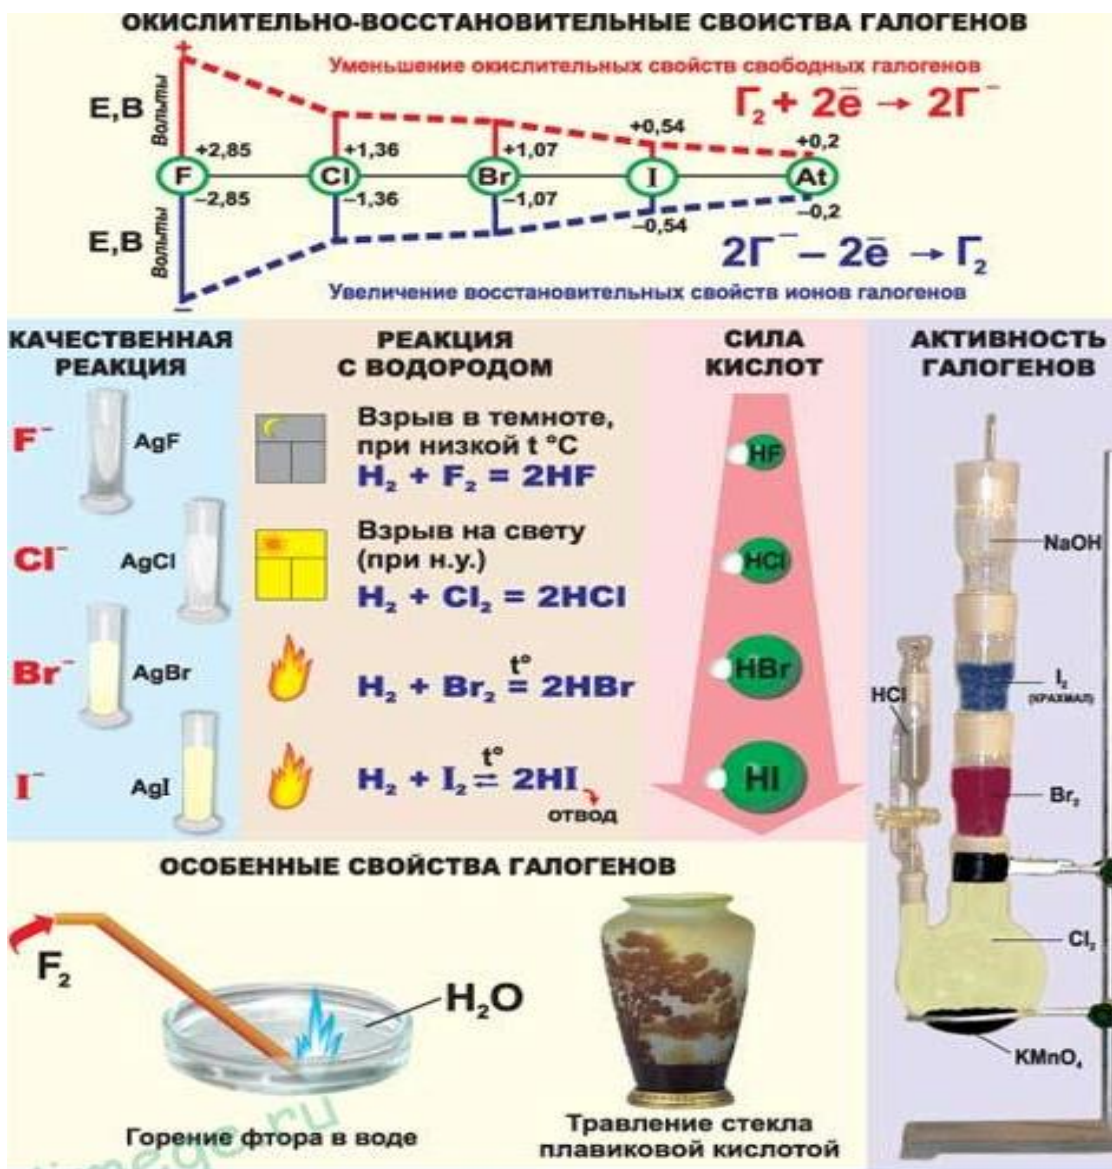 ОКИСЛИТЕЛЬНО-ВОССТАНОВИТЕЛЬНЫЕ СВОЙСТВА ГАЛОГЕНОВ
Уменьшение окислительных свойств свободных галогенов
Г₂ + 2ē → 2Г⁻
Е,В
Вольты
+
+2,85
+1,36
+1,07
+0,54
+0,2
F
Cl
Br
I
At
–2,85
–1,36
–1,07
–0,54
–0,2
Е,В
Вольты
–
2Г⁻ – 2ē → Г₂
Увеличение восстановительных свойств ионов галогенов
КАЧЕСТВЕННАЯ
РЕАКЦИЯ
F⁻
AgF
Cl⁻
AgCl
Br⁻
AgBr
I⁻
AgI
РЕАКЦИЯ
С ВОДОРОДОМ
Взрыв в темноте,
при низкой t °C
H₂ + F₂ = 2HF
Взрыв на свету
(при н.у.)
H₂ + Cl₂ = 2HCl
t°
H₂ + Br₂ = 2HBr
t°
H₂ + I₂ ⇌ 2HI
отвод
СИЛА
КИСЛОТ
HF
HCl
HBr
HI
АКТИВНОСТЬ
ГАЛОГЕНОВ
NaOH
I₂
(КРАХМАЛ)
HCl
Br₂
Cl₂
KMnO₄
ОСОБЕННЫЕ СВОЙСТВА ГАЛОГЕНОВ
F₂
H₂O
Горение фтора в воде
Травление стекла
плавиковой кислотой